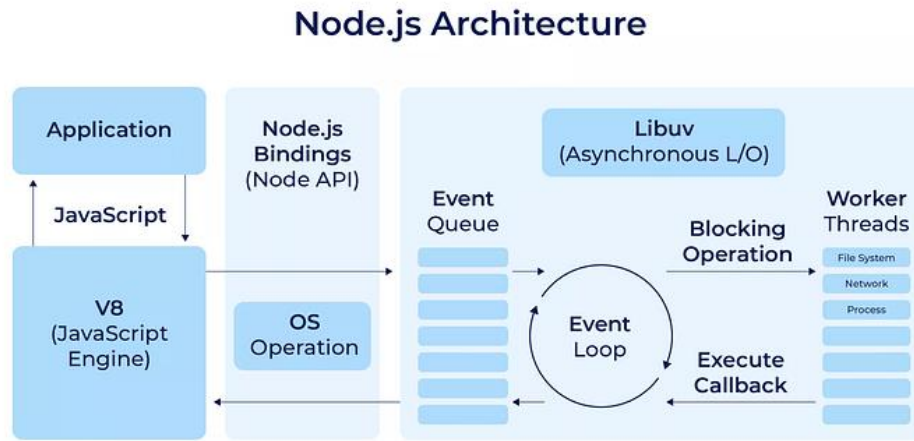 Node.js Architecture
Application
JavaScript
V8
(JavaScript
Engine)
Node.js
Bindings
(Node API)
OS
Operation
Libuv
(Asynchronous L/O)
Event
Queue
Event
Loop
Blocking
Operation
Execute
Callback
Worker
Threads
File System
Network
Process